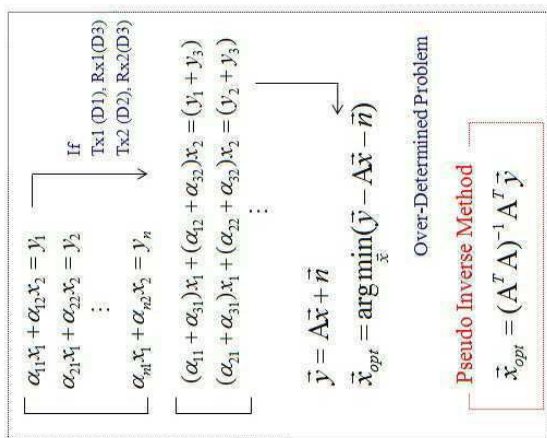 α₁₁x₁ + α₁₂x₂ = y₁
α₂₁x₁ + α₂₂x₂ = y₂
⋮
αₙ₁x₁ + αₙ₂x₂ = yₙ
If
Tx1 (D1), Rx1(D3)
Tx2 (D2), Rx2(D3)
(α₁₁ + α₃₁)x₁ + (α₁₂ + α₃₂)x₂ = (y₁ + y₃)
(α₂₁ + α₃₁)x₁ + (α₂₂ + α₃₂)x₂ = (y₂ + y₃)
⋮
y⃗ = Ax⃗ + n⃗
x⃗ₒₚₜ = arg min(y⃗ − Ax⃗ − n⃗)
x⃗
Over-Determined Problem
Pseudo Inverse Method
x⃗ₒₚₜ = (AᵀA)⁻¹Aᵀy⃗